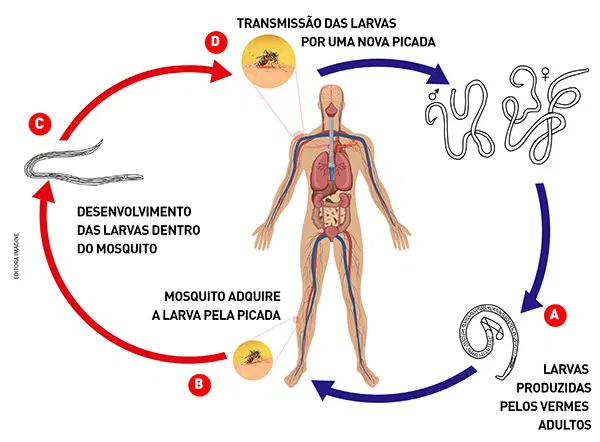 D
TRANSMISSÃO DAS LARVAS
POR UMA NOVA PICADA
♂
♀
C
DESENVOLVIMENTO
DAS LARVAS DENTRO
DO MOSQUITO
EDITORA IMAGINE
MOSQUITO ADQUIRE
A LARVA PELA PICADA
B
A
LARVAS
PRODUZIDAS
PELOS VERMES
ADULTOS